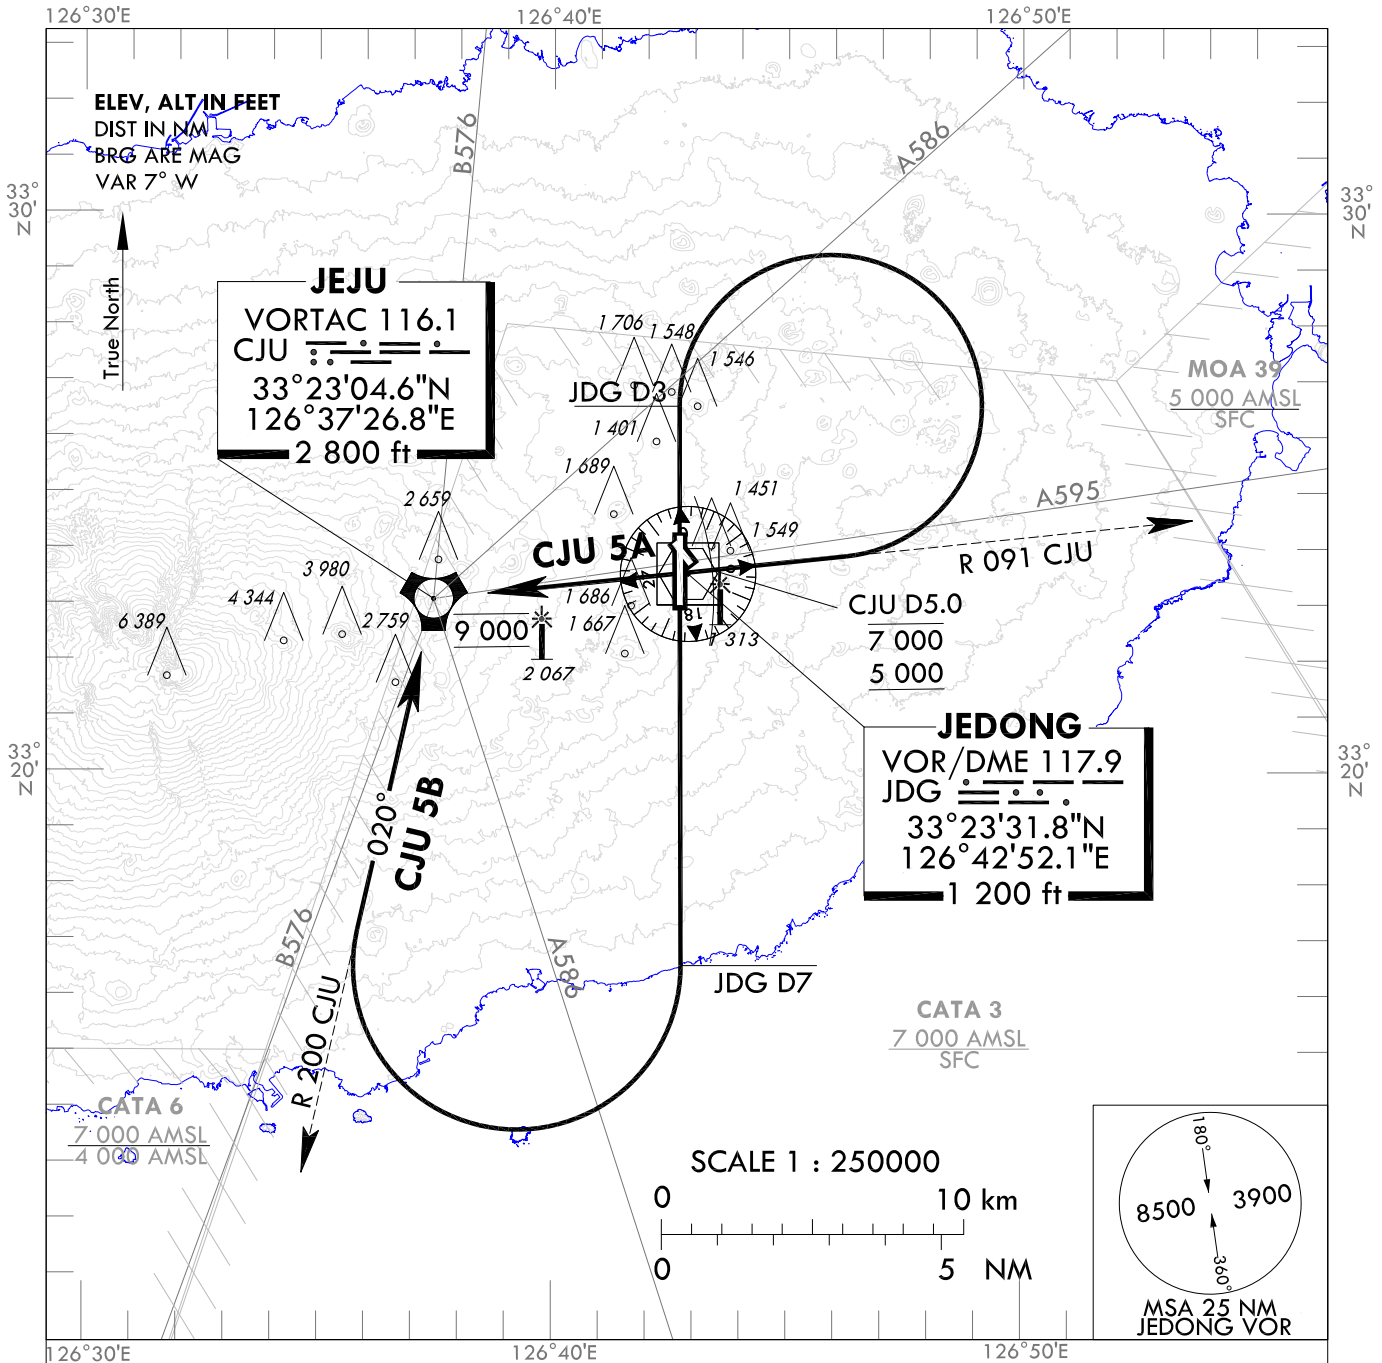 126°30'E
126°40'E
126°50'E
ELEV, ALT IN FEET
DIST IN NM
BRG ARE MAG
VAR 7° W
True North
33°
30'
N
33°
30'
N
B576
A586
JEJU
VORTAC 116.1
CJU
33°23'04.6"N
126°37'26.8"E
2 800 ft
1 706
1 548
1 546
JDG D3
1 401
1 689
1 451
1 549
2 659
MOA 39
5 000 AMSL
SFC
A595
R 091 CJU
CJU 5A
3 980
4 344
6 389
2 759
9 000
1 686
1 667
2 067
27
9
18
313
CJU D5.0
7 000
5 000
JEDONG
VOR/DME 117.9
JDG
33°23'31.8"N
126°42'52.1"E
1 200 ft
33°
20'
N
33°
20'
N
020°
CJU 5B
B576
A586
R 200 CJU
JDG D7
CATA 3
7 000 AMSL
SFC
CATA 6
7 000 AMSL
4 000 AMSL
SCALE 1 : 250000
0 10 km
0 5 NM
180°
8500 3900
360°
MSA 25 NM
JEDONG VOR
126°30'E
126°40'E
126°50'E